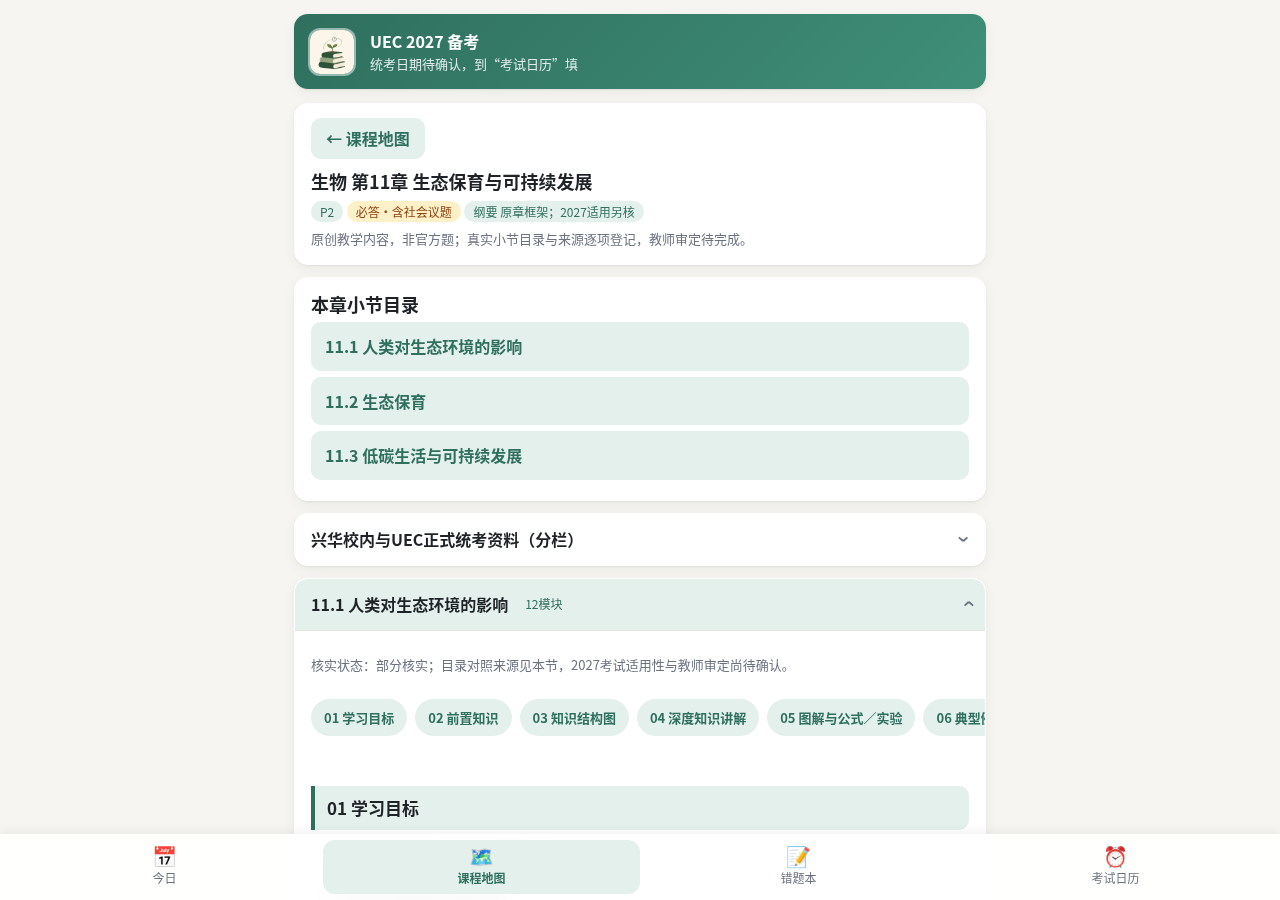 UEC 2027 备考
统考日期待确认，到“考试日历”填
← 课程地图
生物 第11章 生态保育与可持续发展
P2 必答·含社会议题 纲要 原章框架；2027适用另核
原创教学内容，非官方题；真实小节目录与来源逐项登记，教师审定待完成。
本章小节目录
11.1 人类对生态环境的影响
11.2 生态保育
11.3 低碳生活与可持续发展
兴华校内与UEC正式统考资料（分栏）
11.1 人类对生态环境的影响 12模块
核实状态：部分核实；目录对照来源见本节，2027考试适用性与教师审定尚待确认。
01 学习目标 02 前置知识 03 知识结构图 04 深度知识讲解 05 图解与公式／实验 06 典型
01 学习目标
今日 课程地图 错题本 考试日历